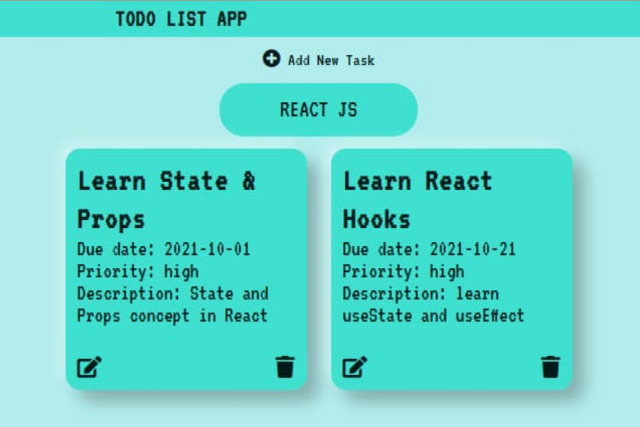 TODO LIST APP
Add New Task
REACT JS
Learn State &
Props
Due date: 2021-10-01
Priority: high
Description: State and
Props concept in React
Learn React
Hooks
Due date: 2021-10-21
Priority: high
Description: learn
useState and useEffect